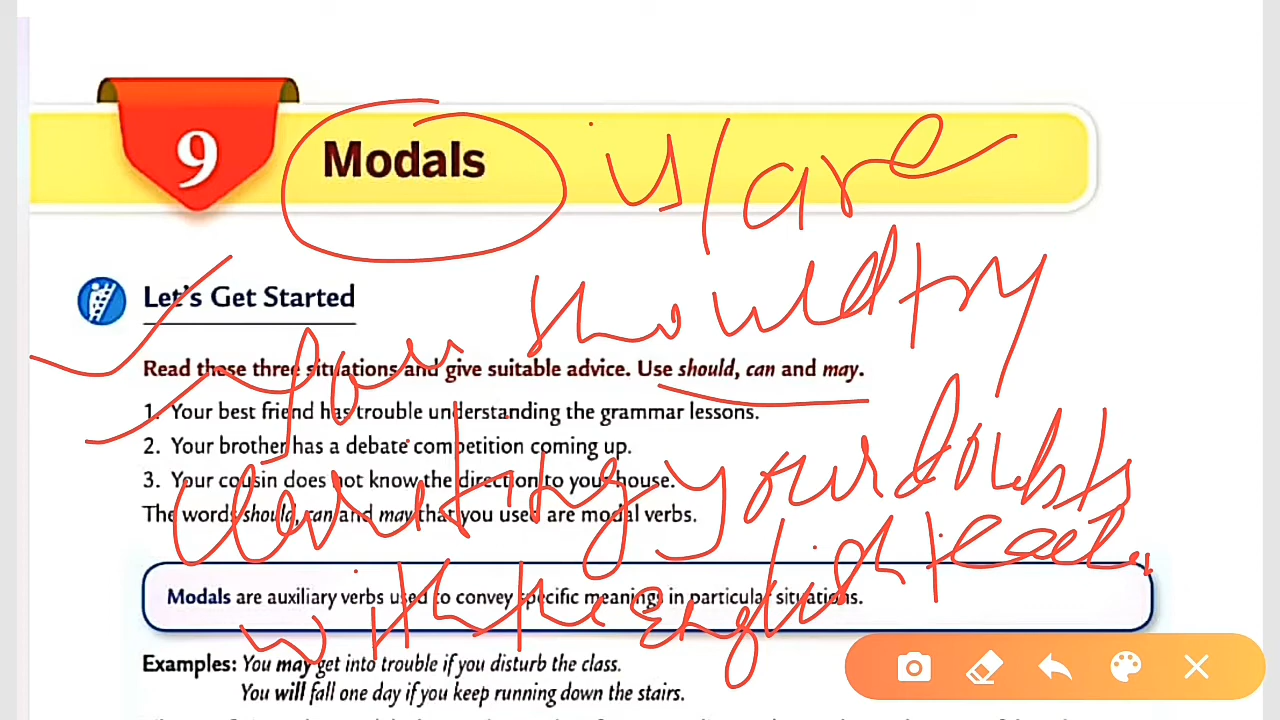 9 Modals is/are
Let's Get Started
should try
You
Read these three situations and give suitable advice. Use should, can and may.
1. Your best friend has trouble understanding the grammar lessons.
2. Your brother has a debate competition coming up.
3. Your cousin does not know the direction to your house.
your doubts
The words should, can and may that you used are modal verbs.
Modals are auxiliary verbs used to convey specific meanings in particular situations.
with the English
Examples: You may get into trouble if you disturb the class.
You will fall one day if you keep running down the stairs.